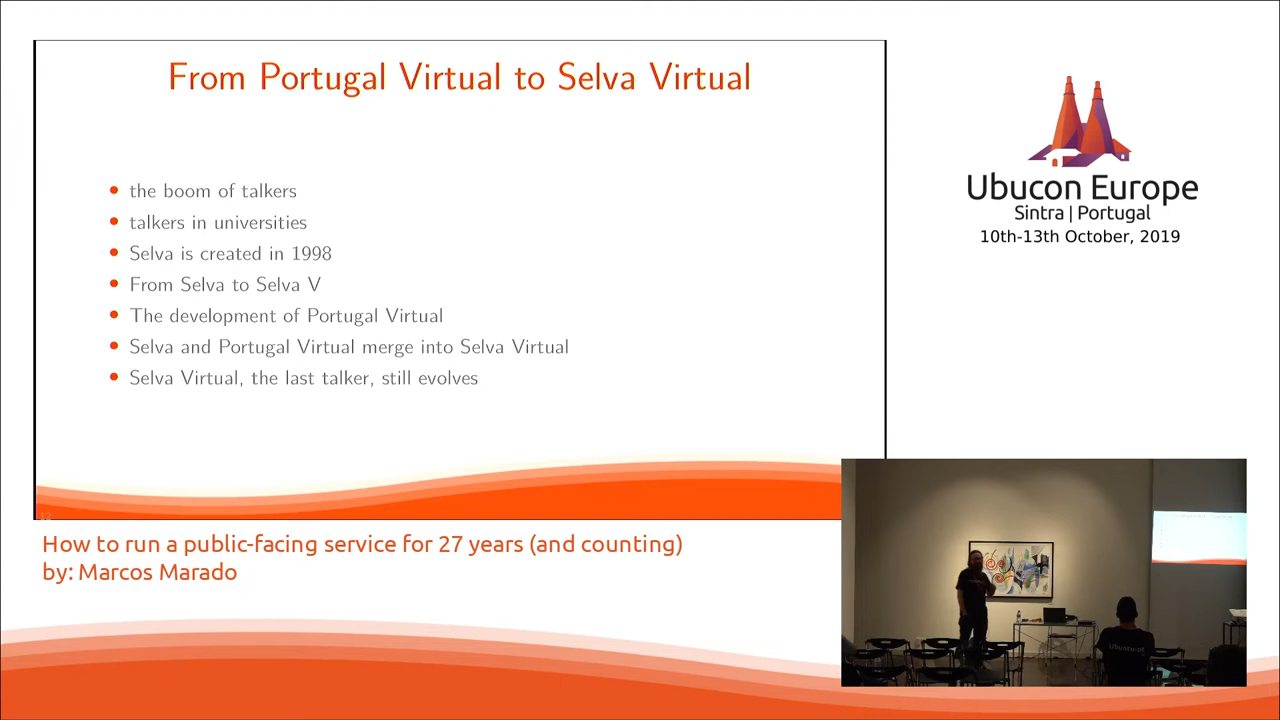 From Portugal Virtual to Selva Virtual
the boom of talkers
talkers in universities
Selva is created in 1998
From Selva to Selva V
The development of Portugal Virtual
Selva and Portugal Virtual merge into Selva Virtual
Selva Virtual, the last talker, still evolves
How to run a public-facing service for 27 years (and counting)
by: Marcos Marado
Ubucon Europe
Sintra | Portugal
10th-13th October, 2019
Ubuntu-pt